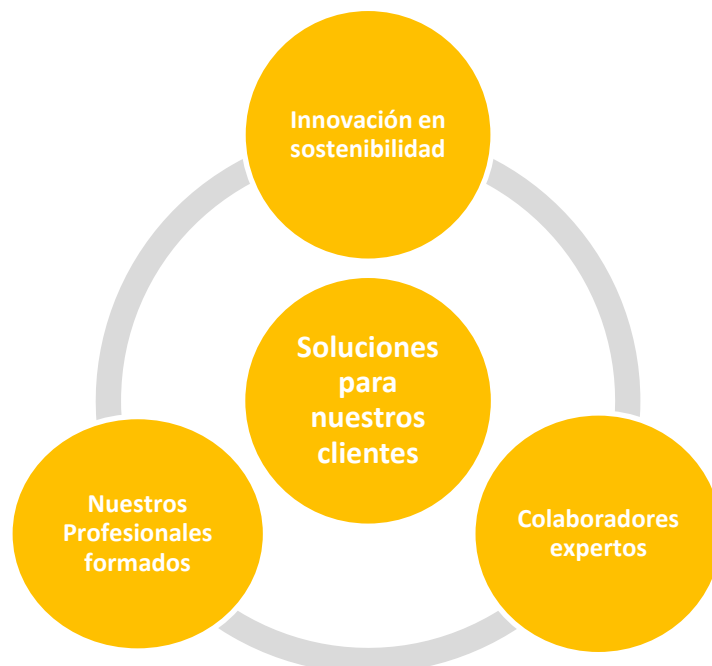 Innovación en
sostenibilidad
Soluciones
para
nuestros
clientes
Nuestros
Profesionales
formados
Colaboradores
expertos